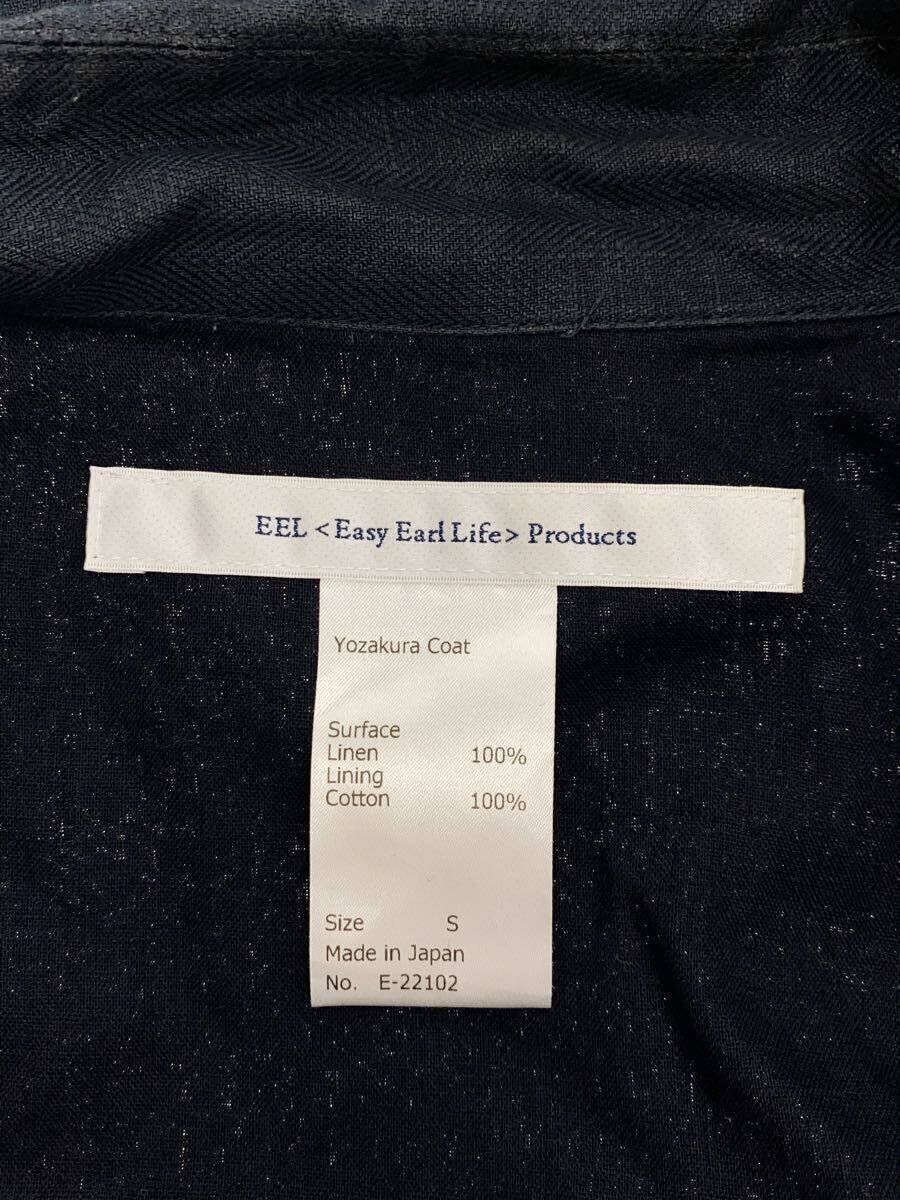 EEL <Easy Earl Life> Products
Yozakura Coat
Surface
Linen 100%
Lining
Cotton 100%
Size S
Made in Japan
No. E-22102